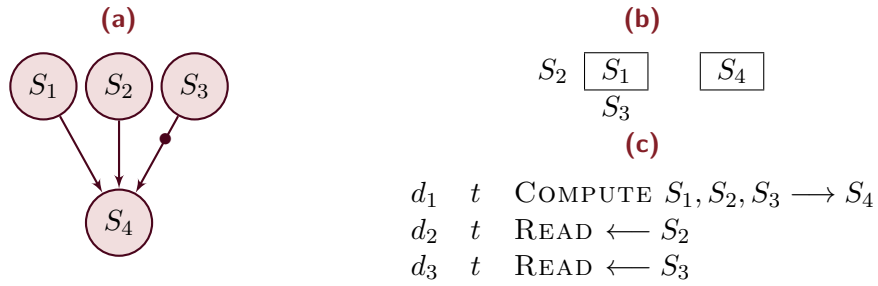 (a)
S₁ S₂ S₃
S₄
(b)
S₂ S₁ S₄
S₃
(c)
d₁ t COMPUTE S₁, S₂, S₃ ⟶ S₄
d₂ t READ ⟵ S₂
d₃ t READ ⟵ S₃